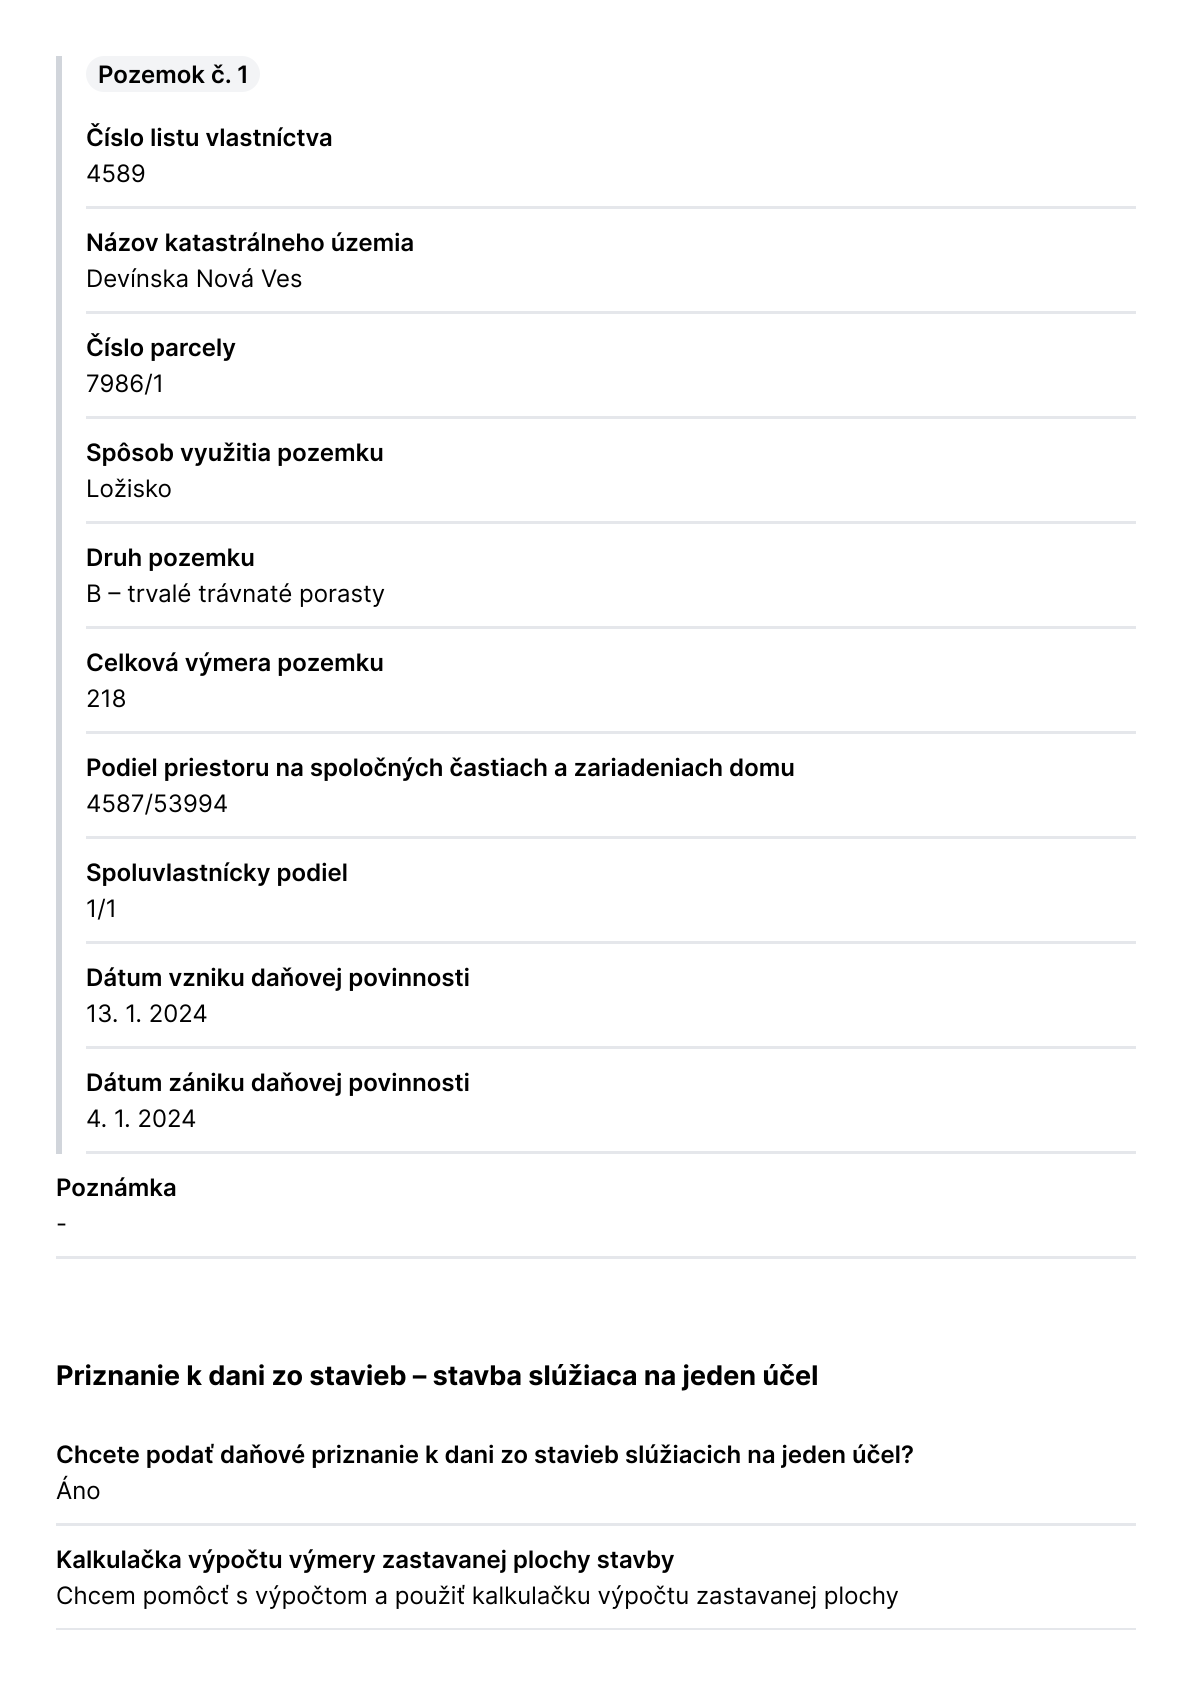 Pozemok č. 1
Číslo listu vlastníctva
4589
Názov katastrálneho územia
Devínska Nová Ves
Číslo parcely
7986/1
Spôsob využitia pozemku
Ložisko
Druh pozemku
B – trvalé trávnaté porasty
Celková výmera pozemku
218
Podiel priestoru na spoločných častiach a zariadeniach domu
4587/53994
Spoluvlastnícky podiel
1/1
Dátum vzniku daňovej povinnosti
13. 1. 2024
Dátum zániku daňovej povinnosti
4. 1. 2024
Poznámka
-
Priznanie k dani zo stavieb – stavba slúžiaca na jeden účel
Chcete podať daňové priznanie k dani zo stavieb slúžiacich na jeden účel?
Áno
Kalkulačka výpočtu výmery zastavanej plochy stavby
Chcem pomôcť s výpočtom a použiť kalkulačku výpočtu zastavanej plochy